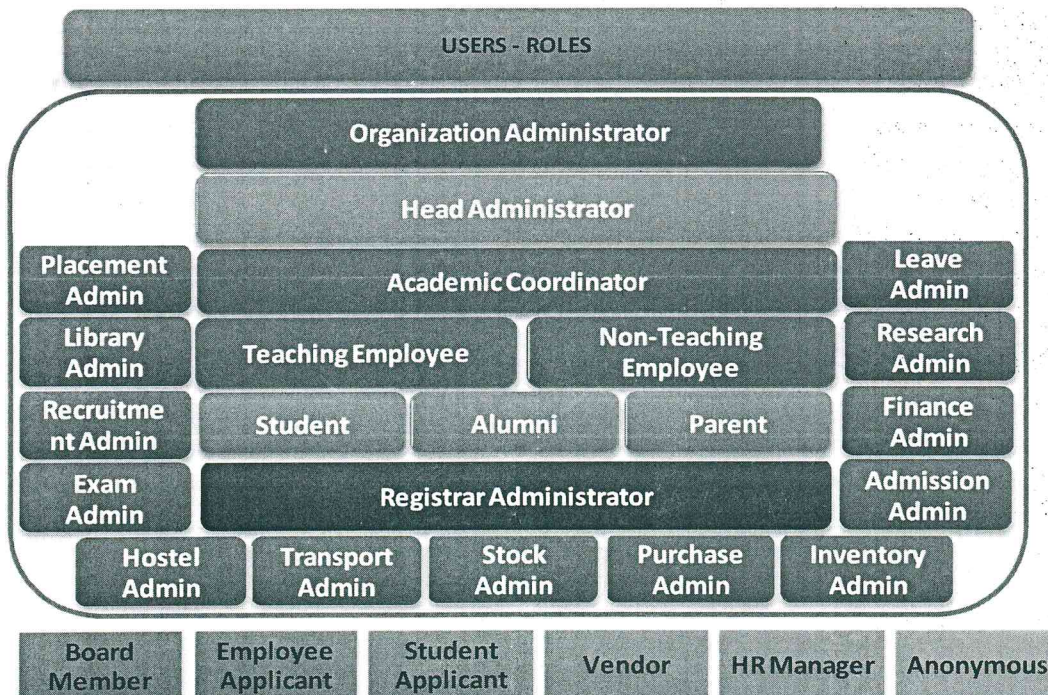 USERS - ROLES
Organization Administrator
Head Administrator
Placement
Admin
Academic Coordinator
Leave
Admin
Library
Admin
Teaching Employee
Non-Teaching
Employee
Research
Admin
Recruitme
nt Admin
Student
Alumni
Parent
Finance
Admin
Exam
Admin
Registrar Administrator
Admission
Admin
Hostel
Admin
Transport
Admin
Stock
Admin
Purchase
Admin
Inventory
Admin
Board
Member
Employee
Applicant
Student
Applicant
Vendor
HR Manager
Anonymous